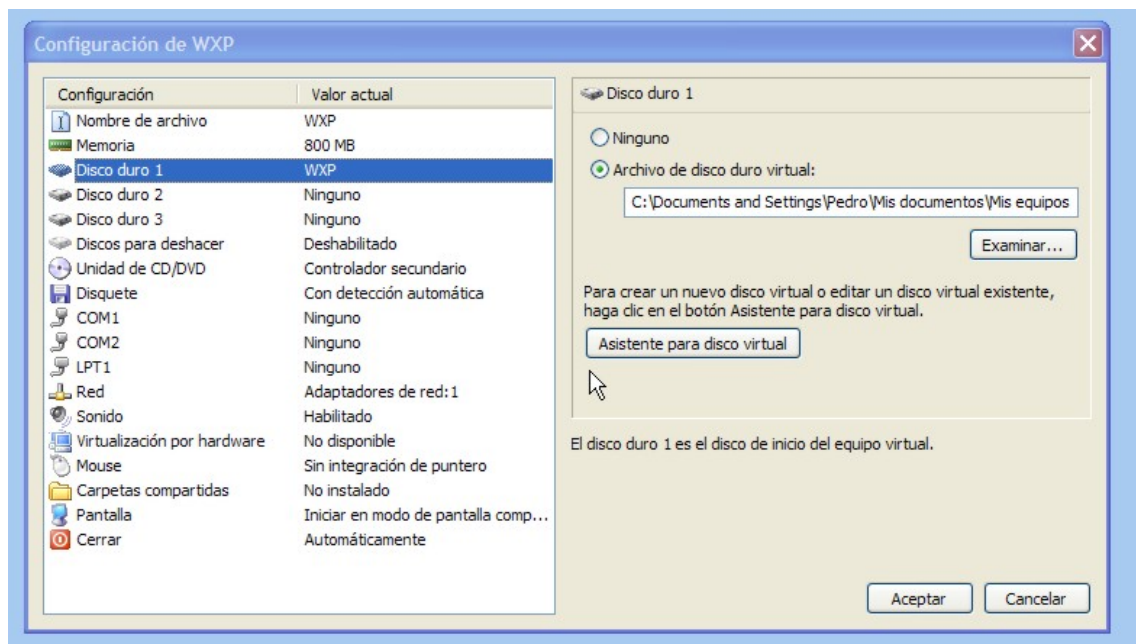 Configuración de WXP
Configuración Valor actual
Nombre de archivo WXP
Memoria 800 MB
Disco duro 1 WXP
Disco duro 2 Ninguno
Disco duro 3 Ninguno
Discos para deshacer Deshabilitado
Unidad de CD/DVD Controlador secundario
Disquete Con detección automática
COM1 Ninguno
COM2 Ninguno
LPT1 Ninguno
Red Adaptadores de red:1
Sonido Habilitado
Virtualización por hardware No disponible
Mouse Sin integración de puntero
Carpetas compartidas No instalado
Pantalla Iniciar en modo de pantalla comp...
Cerrar Automáticamente
Disco duro 1
Ninguno
Archivo de disco duro virtual:
C:\Documents and Settings\Pedro\Mis documentos\Mis equipos
Examinar...
Para crear un nuevo disco virtual o editar un disco virtual existente,
haga clic en el botón Asistente para disco virtual.
Asistente para disco virtual
El disco duro 1 es el disco de inicio del equipo virtual.
Aceptar Cancelar